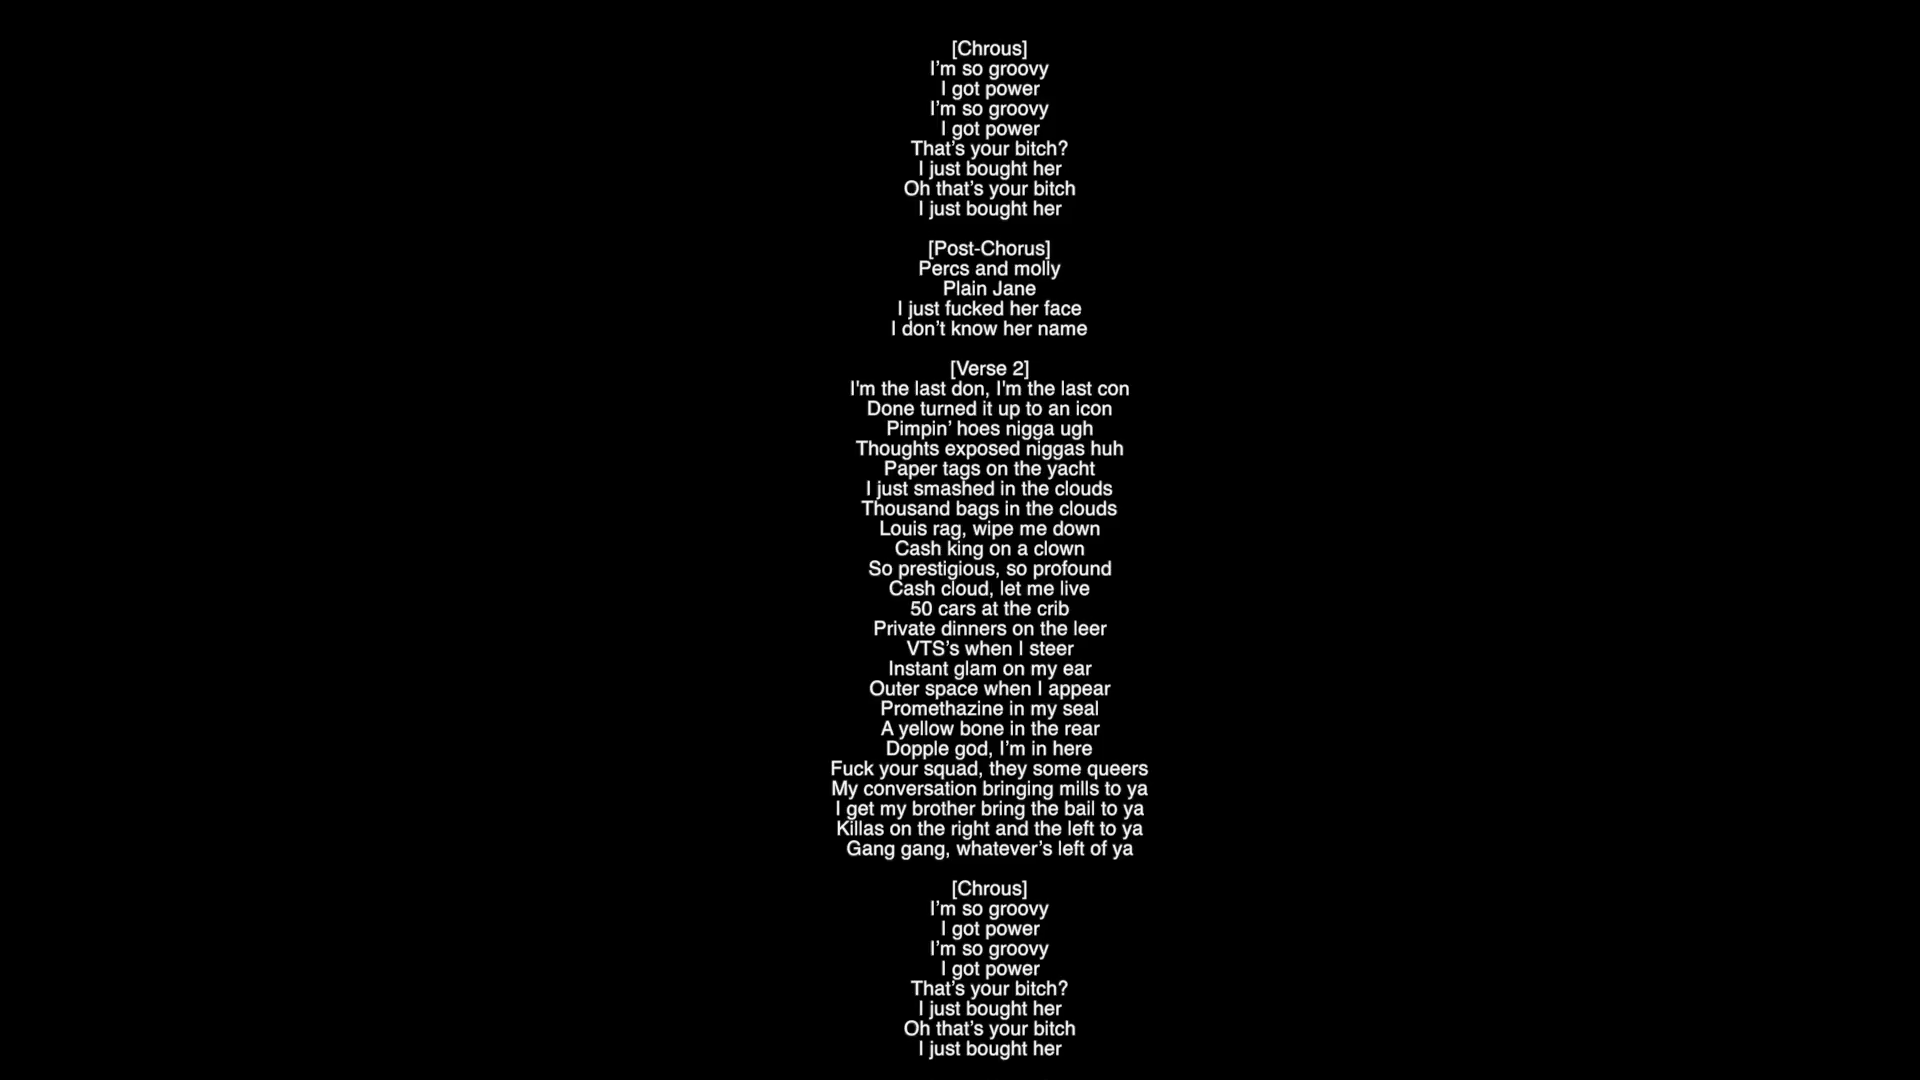 [Chrous]
I’m so groovy
I got power
I’m so groovy
I got power
That’s your bitch?
I just bought her
Oh that’s your bitch
I just bought her
[Post-Chorus]
Percs and molly
Plain Jane
I just fucked her face
I don’t know her name
[Verse 2]
I'm the last don, I'm the last con
Done turned it up to an icon
Pimpin’ hoes nigga ugh
Thoughts exposed niggas huh
Paper tags on the yacht
I just smashed in the clouds
Thousand bags in the clouds
Louis rag, wipe me down
Cash king on a clown
So prestigious, so profound
Cash cloud, let me live
50 cars at the crib
Private dinners on the leer
VTS’s when I steer
Instant glam on my ear
Outer space when I appear
Promethazine in my seal
A yellow bone in the rear
Dopple god, I’m in here
Fuck your squad, they some queers
My conversation bringing mills to ya
I get my brother bring the bail to ya
Killas on the right and the left to ya
Gang gang, whatever’s left of ya
[Chrous]
I’m so groovy
I got power
I’m so groovy
I got power
That’s your bitch?
I just bought her
Oh that’s your bitch
I just bought her